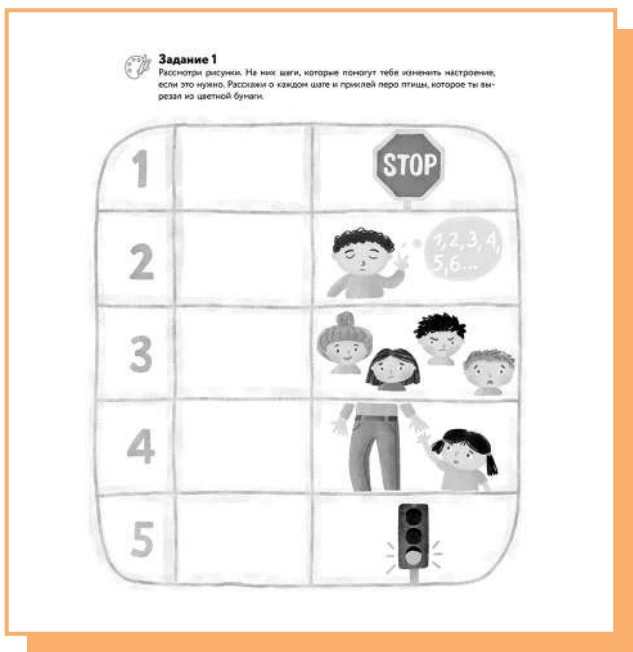 Задание 1
Рассмотри рисунки. На них шаги, которые помогут тебе изменить настроение,
если это нужно. Расскажи о каждом шаге и приклей перо птицы, которое ты вы-
резал из цветной бумаги.
1
STOP
2
1, 2, 3, 4,
5, 6...
3
4
5